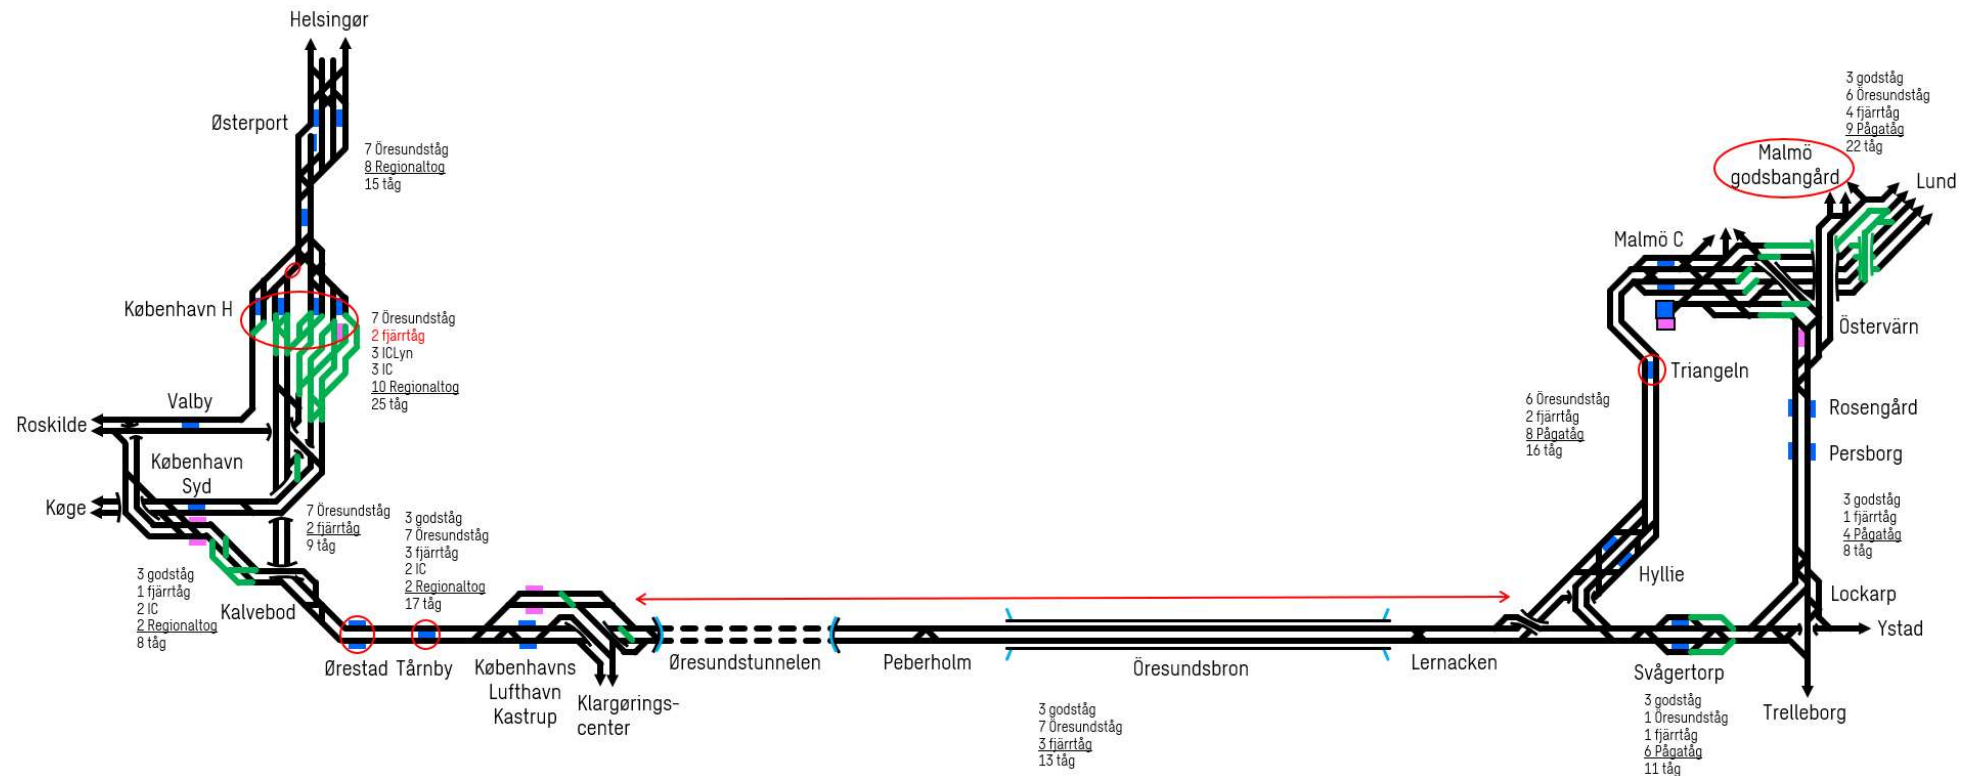 Helsingør
Østerport
7 Öresundståg
8 Regionaltog
15 tåg
København H
7 Öresundståg
2 fjärrtåg
3 ICLyn
3 IC
10 Regionaltog
25 tåg
Valby
Roskilde
København
Syd
Køge
7 Öresundståg
2 fjärrtåg
9 tåg
3 godståg
7 Öresundståg
3 fjärrtåg
2 IC
2 Regionaltog
17 tåg
3 godståg
1 fjärrtåg
2 IC
2 Regionaltog
8 tåg
Kalvebod
Ørestad
Tårnby
Københavns
Lufthavn
Kastrup
Klargørings-
center
Øresundstunnelen
Peberholm
Öresundsbron
3 godståg
7 Öresundståg
3 fjärrtåg
13 tåg
Lernacken
3 godståg
6 Öresundståg
4 fjärrtåg
9 Pågatåg
22 tåg
Malmö
godsbangård
Lund
Malmö C
Östervärn
Triangeln
6 Öresundståg
2 fjärrtåg
8 Pågatåg
16 tåg
Rosengård
Persborg
3 godståg
1 fjärrtåg
4 Pågatåg
8 tåg
Hyllie
Lockarp
Ystad
Svågertorp
3 godståg
1 Öresundståg
1 fjärrtåg
6 Pågatåg
11 tåg
Trelleborg